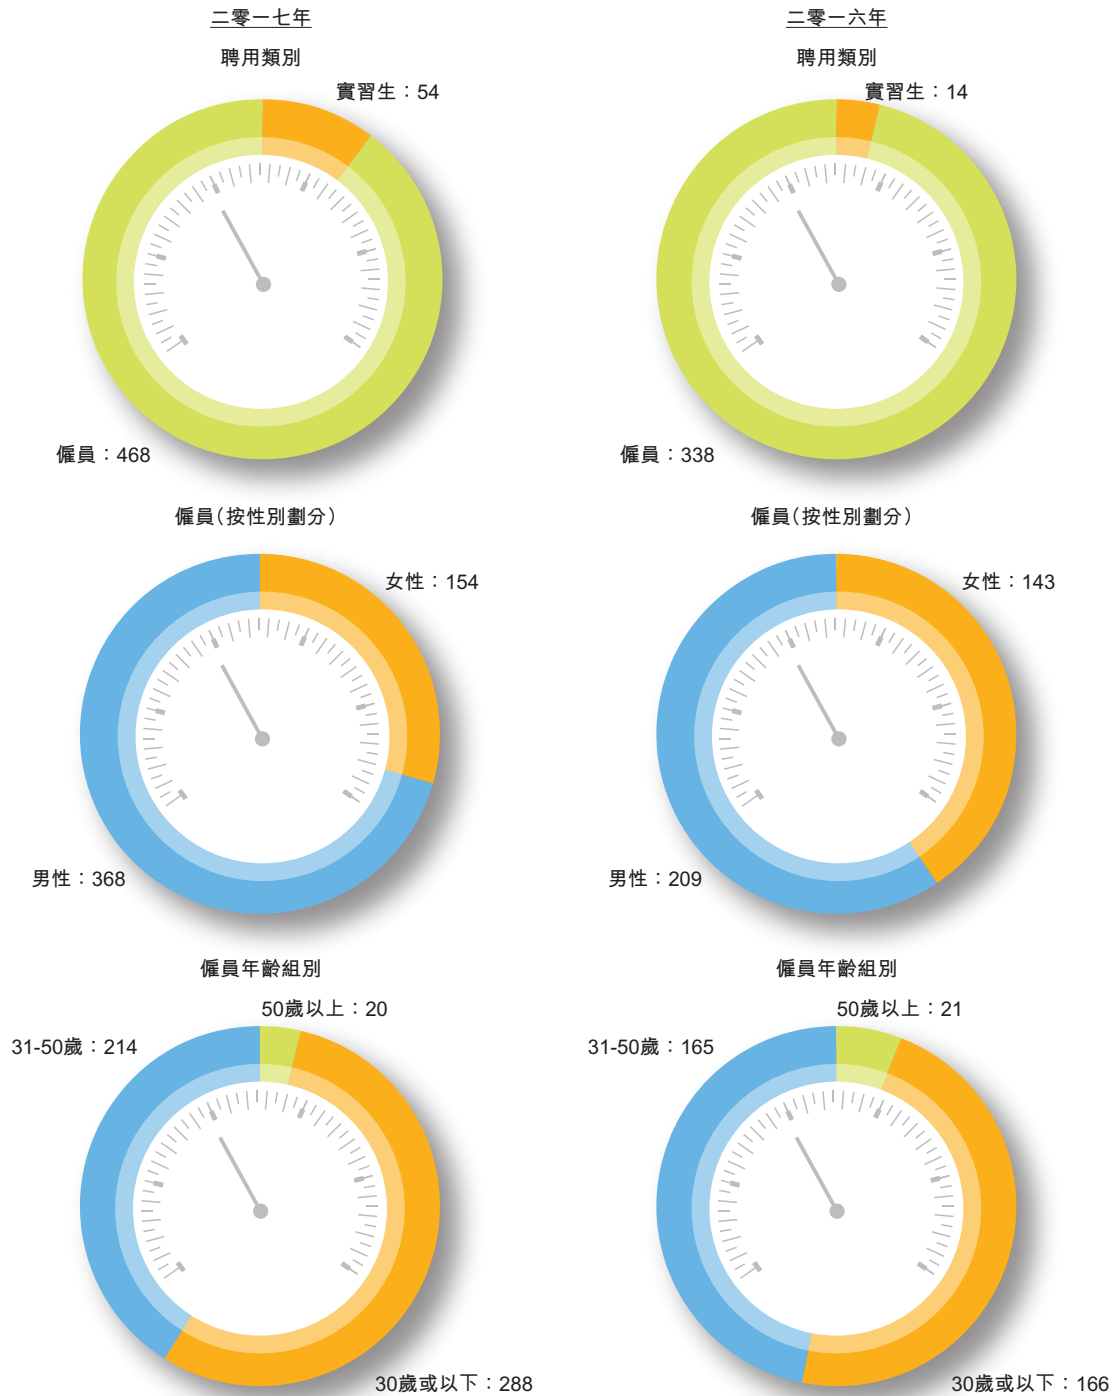 二零一七年
二零一六年
聘用類別
聘用類別
實習生：54
實習生：14
僱員：468
僱員：338
僱員（按性別劃分）
僱員（按性別劃分）
女性：154
女性：143
男性：368
男性：209
僱員年齡組別
僱員年齡組別
50歲以上：20
50歲以上：21
31-50歲：214
31-50歲：165
30歲或以下：288
30歲或以下：166